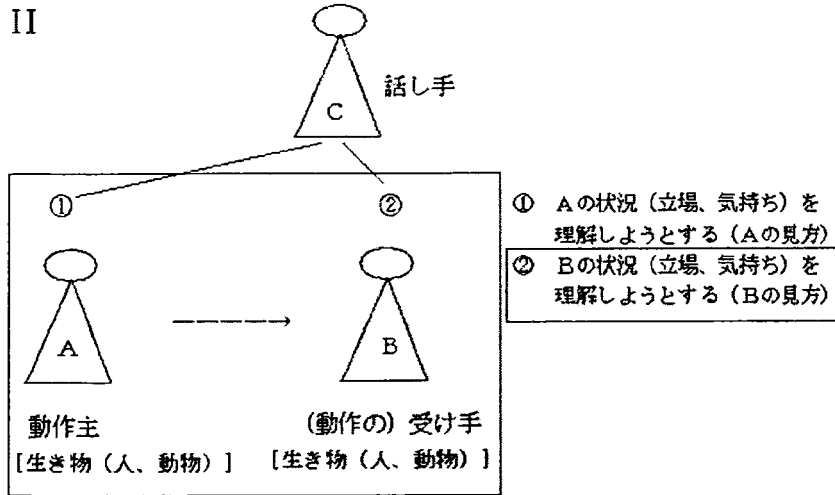 II
話し手
C
① ②
① Aの状況（立場、気持ち）を
理解しようとする（Aの見方）
② Bの状況（立場、気持ち）を
理解しようとする（Bの見方）
A B
動作主
(動作の) 受け手
[生き物（人、動物）] [生き物（人、動物）]